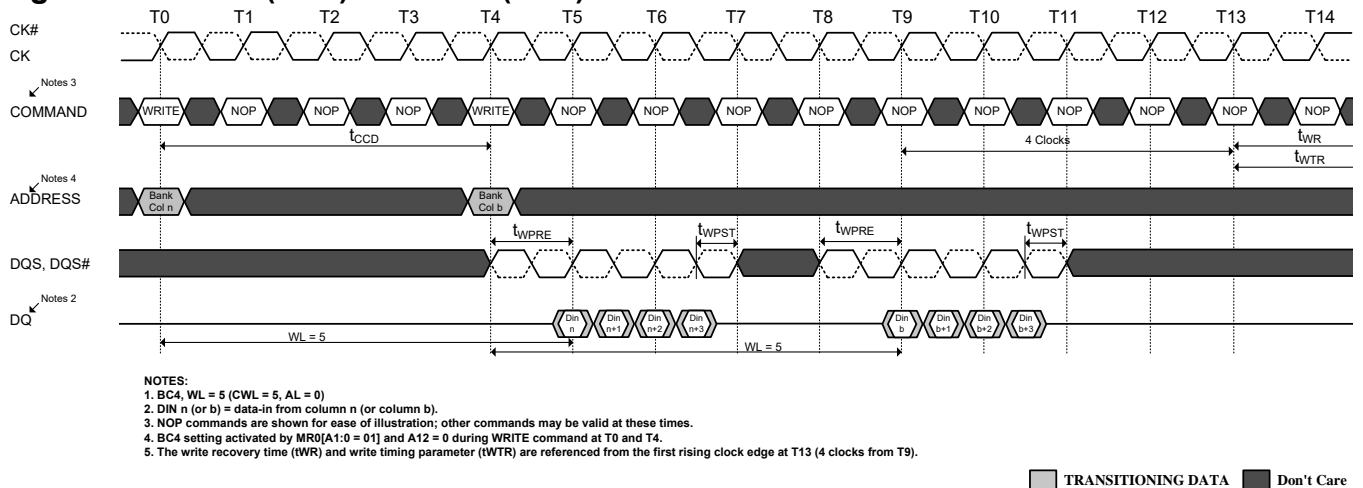 T0 T1 T2 T3 T4 T5 T6 T7 T8 T9 T10 T11 T12 T13 T14
CK#
CK
Notes 3
COMMAND
WRITE NOP NOP NOP WRITE NOP NOP NOP NOP NOP NOP NOP NOP NOP NOP
tCCD
4 Clocks
tWR
tWTR
Notes 4
ADDRESS
Bank Col n
Bank Col b
tWPRE tWPST tWPRE tWPST
DQS, DQS#
Notes 2
DQ
Din n Din n+1 Din n+2 Din n+3 Din b Din b+1 Din b+2 Din b+3
WL = 5
WL = 5
NOTES:
1. BC4, WL = 5 (CWL = 5, AL = 0)
2. DIN n (or b) = data-in from column n (or column b).
3. NOP commands are shown for ease of illustration; other commands may be valid at these times.
4. BC4 setting activated by MR0[A1:0 = 01] and A12 = 0 during WRITE command at T0 and T4.
5. The write recovery time (tWR) and write timing parameter (tWTR) are referenced from the first rising clock edge at T13 (4 clocks from T9).
TRANSITIONING DATA Don't Care